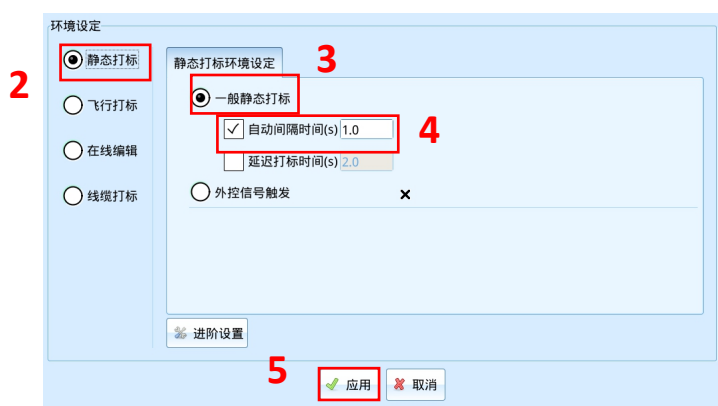 环境设定
2
静态打标
飞行打标
在线编辑
线缆打标
静态打标环境设定
3
一般静态打标
自动间隔时间(s) 1.0
4
延迟打标时间(s) 2.0
外控信号触发
进阶设置
5
应用
取消